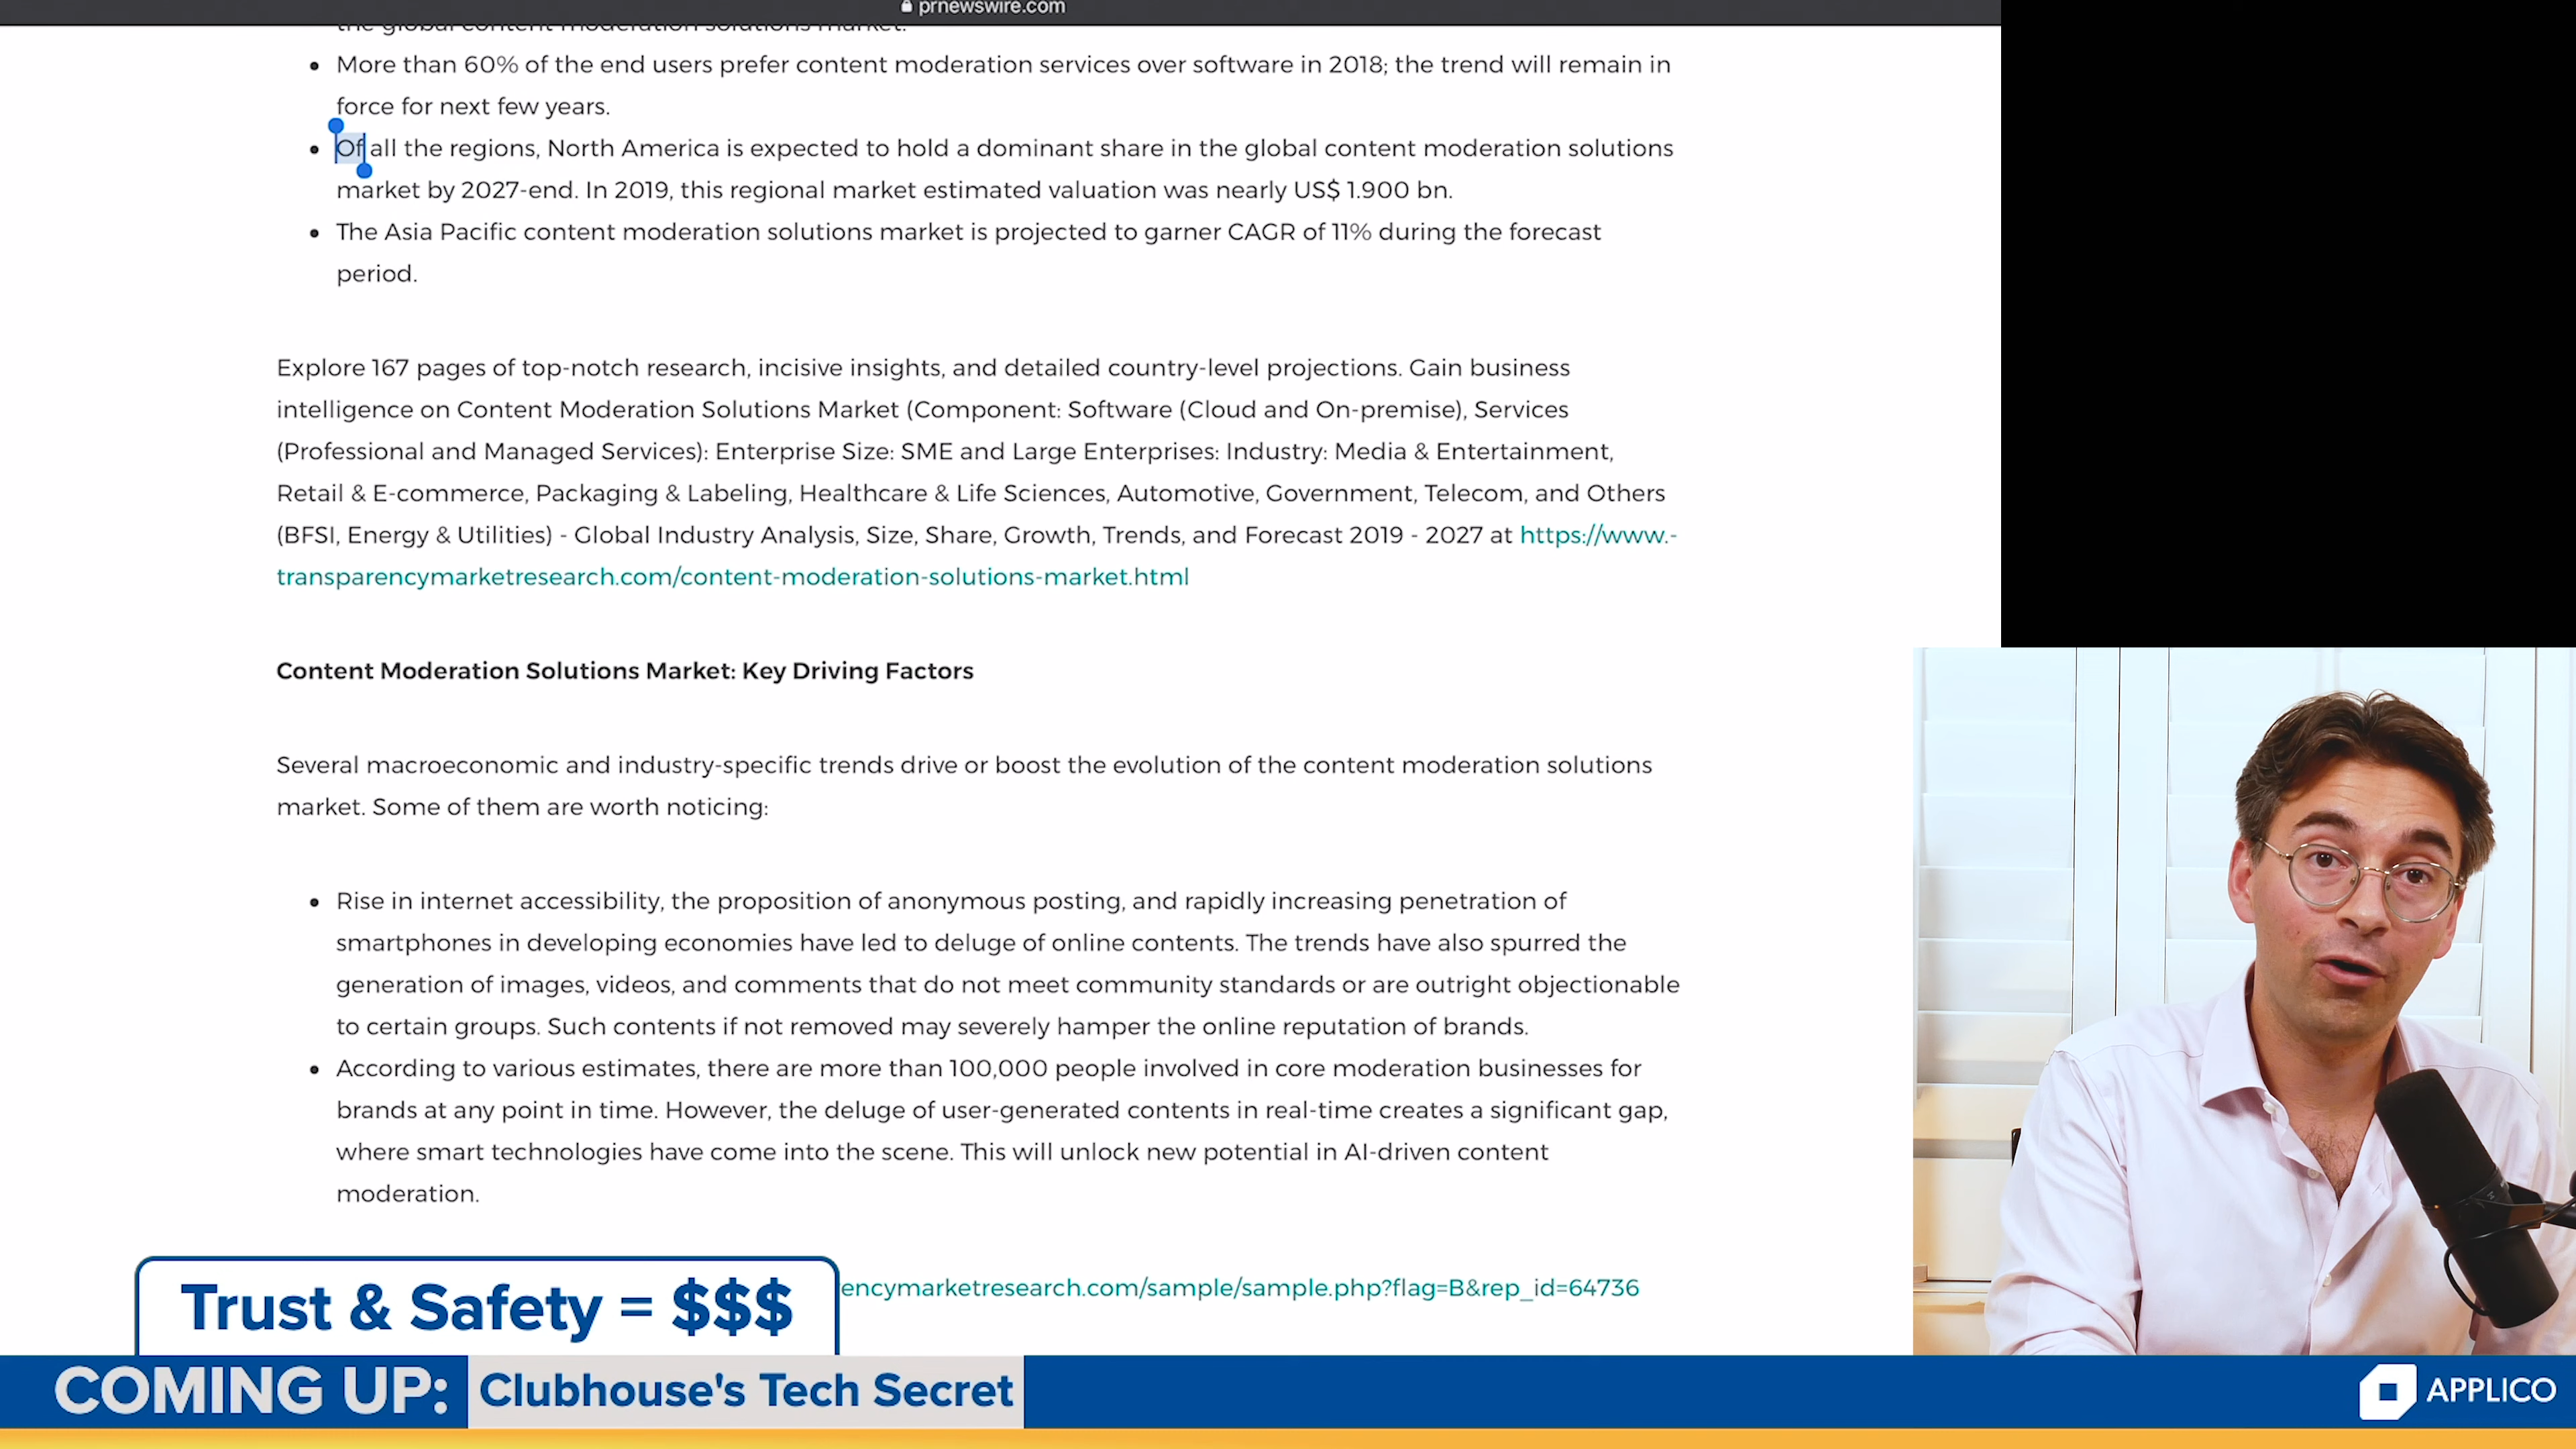 prnewswire.com
the global content moderation solutions market.
More than 60% of the end users prefer content moderation services over software in 2018; the trend will remain in
force for next few years.
Of all the regions, North America is expected to hold a dominant share in the global content moderation solutions
market by 2027-end. In 2019, this regional market estimated valuation was nearly US$ 1.900 bn.
The Asia Pacific content moderation solutions market is projected to garner CAGR of 11% during the forecast
period.
Explore 167 pages of top-notch research, incisive insights, and detailed country-level projections. Gain business
intelligence on Content Moderation Solutions Market (Component: Software (Cloud and On-premise), Services
(Professional and Managed Services): Enterprise Size: SME and Large Enterprises: Industry: Media & Entertainment,
Retail & E-commerce, Packaging & Labeling, Healthcare & Life Sciences, Automotive, Government, Telecom, and Others
(BFSI, Energy & Utilities) - Global Industry Analysis, Size, Share, Growth, Trends, and Forecast 2019 - 2027 at https://www.-
transparencymarketresearch.com/content-moderation-solutions-market.html
Content Moderation Solutions Market: Key Driving Factors
Several macroeconomic and industry-specific trends drive or boost the evolution of the content moderation solutions
market. Some of them are worth noticing:
Rise in internet accessibility, the proposition of anonymous posting, and rapidly increasing penetration of
smartphones in developing economies have led to deluge of online contents. The trends have also spurred the
generation of images, videos, and comments that do not meet community standards or are outright objectionable
to certain groups. Such contents if not removed may severely hamper the online reputation of brands.
According to various estimates, there are more than 100,000 people involved in core moderation businesses for
brands at any point in time. However, the deluge of user-generated contents in real-time creates a significant gap,
where smart technologies have come into the scene. This will unlock new potential in AI-driven content
moderation.
encymarketresearch.com/sample/sample.php?flag=B&rep_id=64736
Trust & Safety = $$$
COMING UP: Clubhouse's Tech Secret
APPLICO